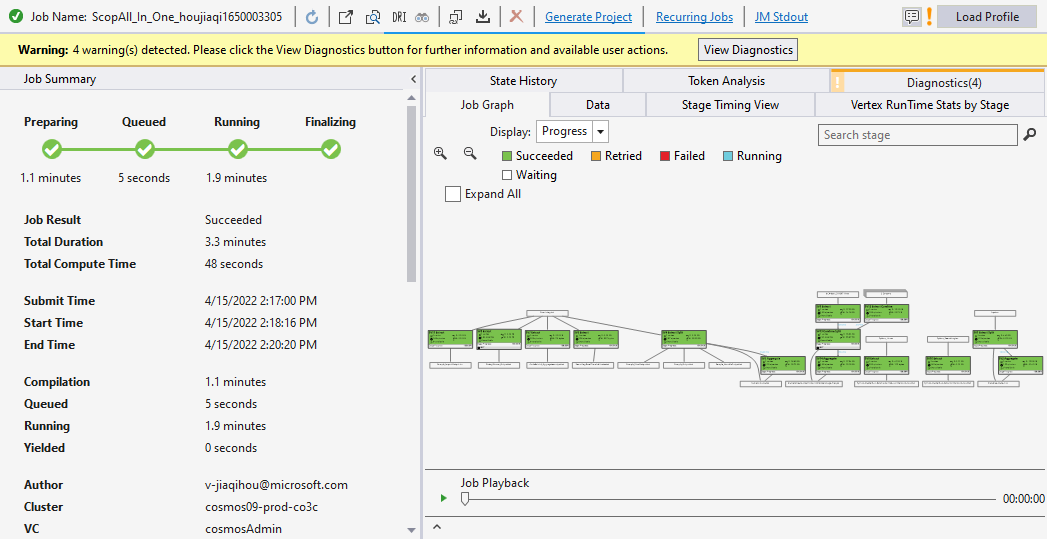 Job Name: ScopAll_In_One_houjiaqi1650003305 DRI Generate Project Recurring Jobs JM Stdout Load Profile
Warning: 4 warning(s) detected. Please click the View Diagnostics button for further information and available user actions. View Diagnostics
Job Summary
Preparing Queued Running Finalizing
1.1 minutes 5 seconds 1.9 minutes
Job Result Succeeded
Total Duration 3.3 minutes
Total Compute Time 48 seconds
Submit Time 4/15/2022 2:17:00 PM
Start Time 4/15/2022 2:18:16 PM
End Time 4/15/2022 2:20:20 PM
Compilation 1.1 minutes
Queued 5 seconds
Running 1.9 minutes
Yielded 0 seconds
Author v-jiaqihou@microsoft.com
Cluster cosmos09-prod-co3c
VC cosmosAdmin
State History Token Analysis Diagnostics(4)
Job Graph Data Stage Timing View Vertex RunTime Stats by Stage
Display: Progress Search stage
Succeeded Retried Failed Running
Waiting
Expand All
Job Playback
00:00:00